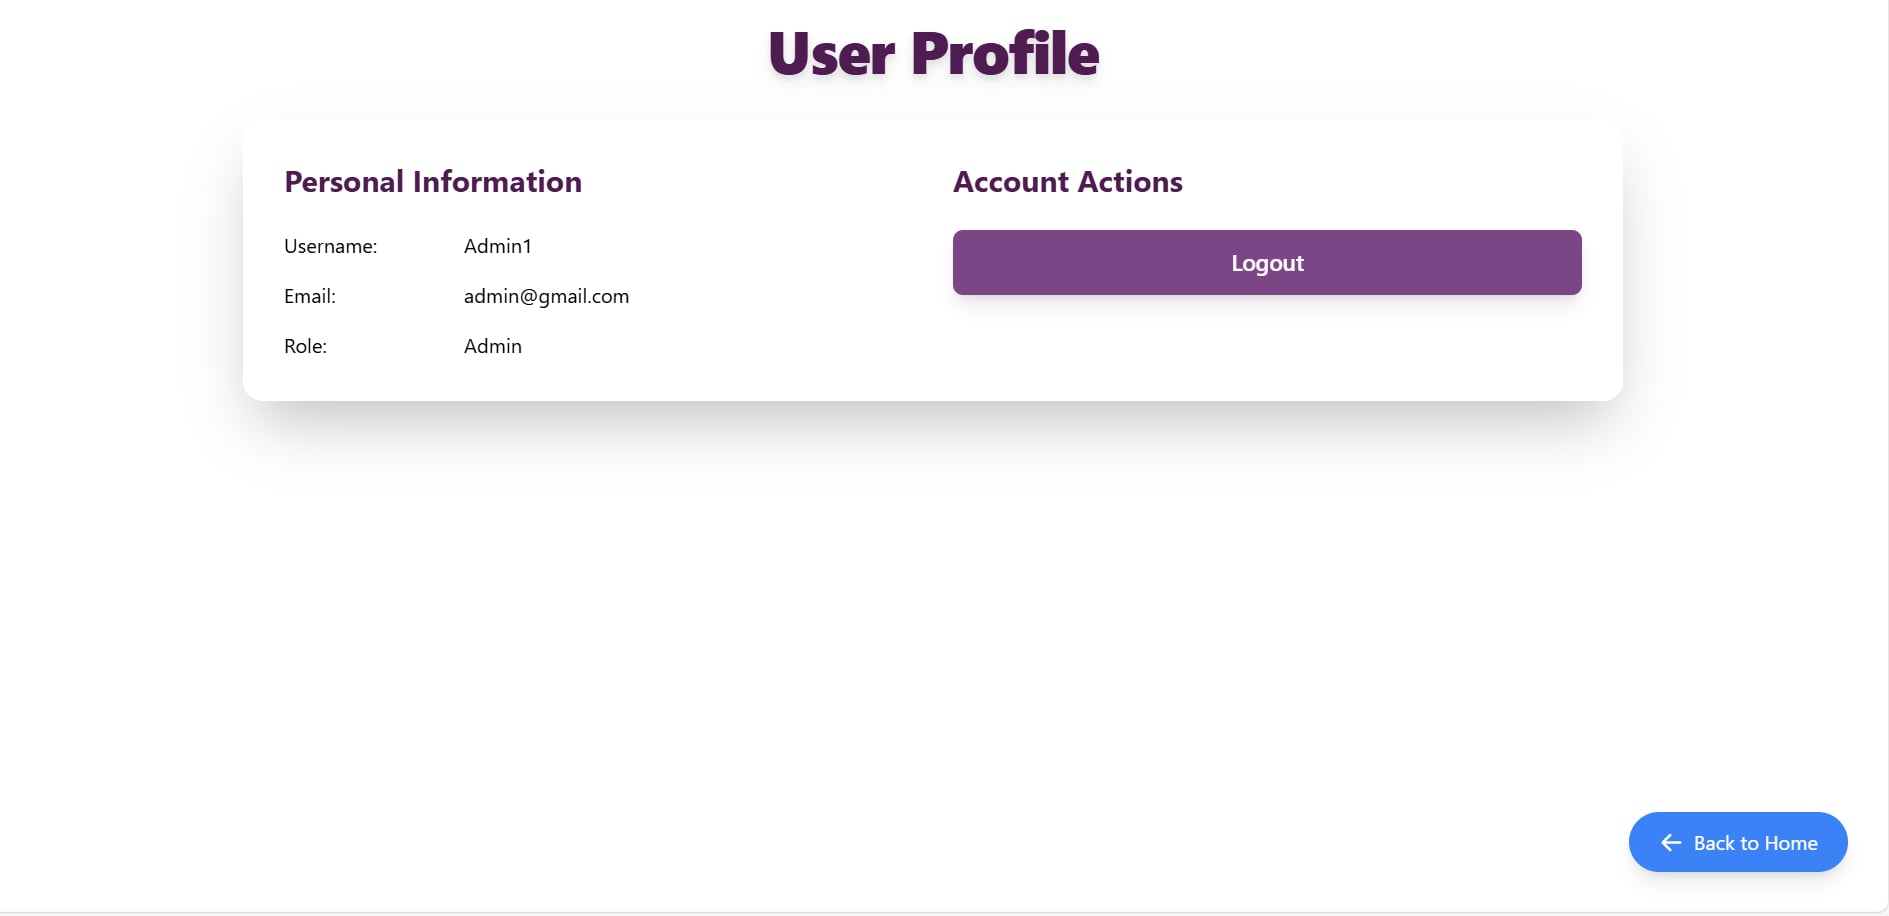 User Profile
Personal Information
Username: Admin1
Email: admin@gmail.com
Role: Admin
Account Actions
Logout
Back to Home